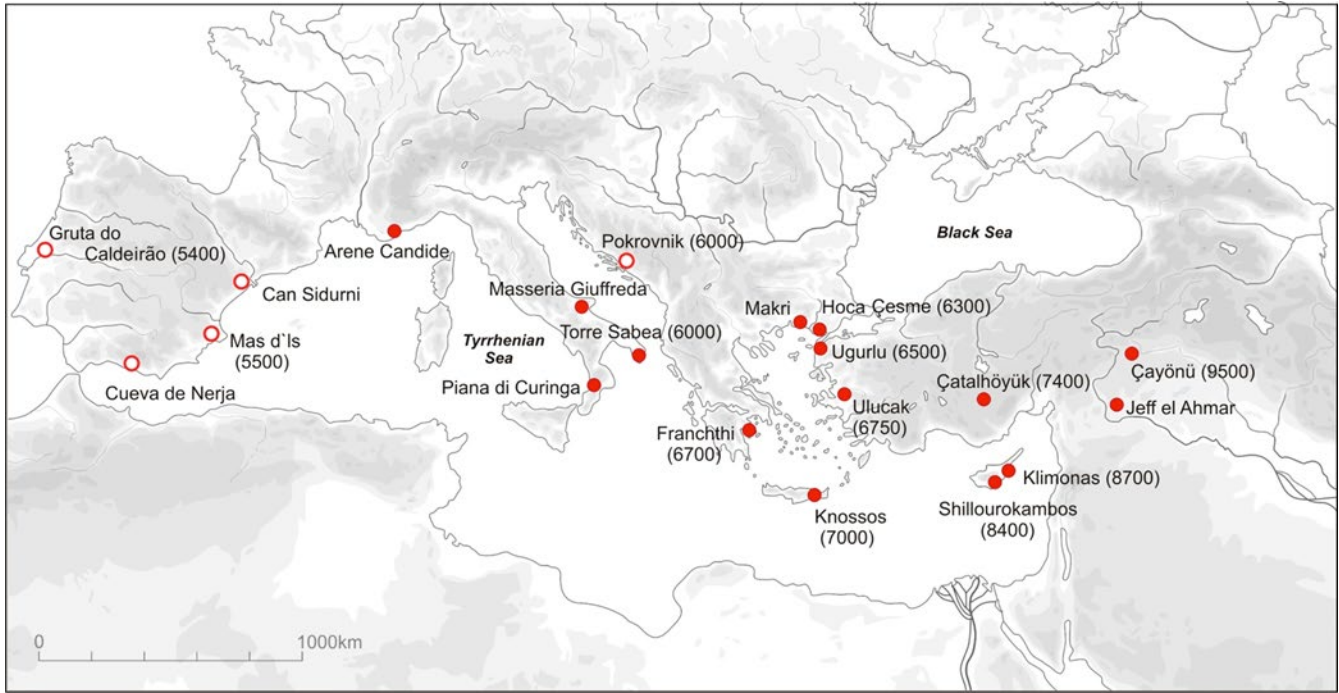 Gruta do
Caldeirão (5400)
Can Sidurni
Mas d`Is
(5500)
Cueva de Nerja
Arene Candide
Pokrovnik (6000)
Masseria Giuffreda
Torre Sabea (6000)
Tyrrhenian
Sea
Piana di Curinga
Black Sea
Makri
Hoca Çesme (6300)
Ugurlu (6500)
Ulucak
(6750)
Franchthi
(6700)
Knossos
(7000)
Çatalhöyük (7400)
Çayönü (9500)
Jeff el Ahmar
Klimonas (8700)
Shillourokambos
(8400)
0
1000km